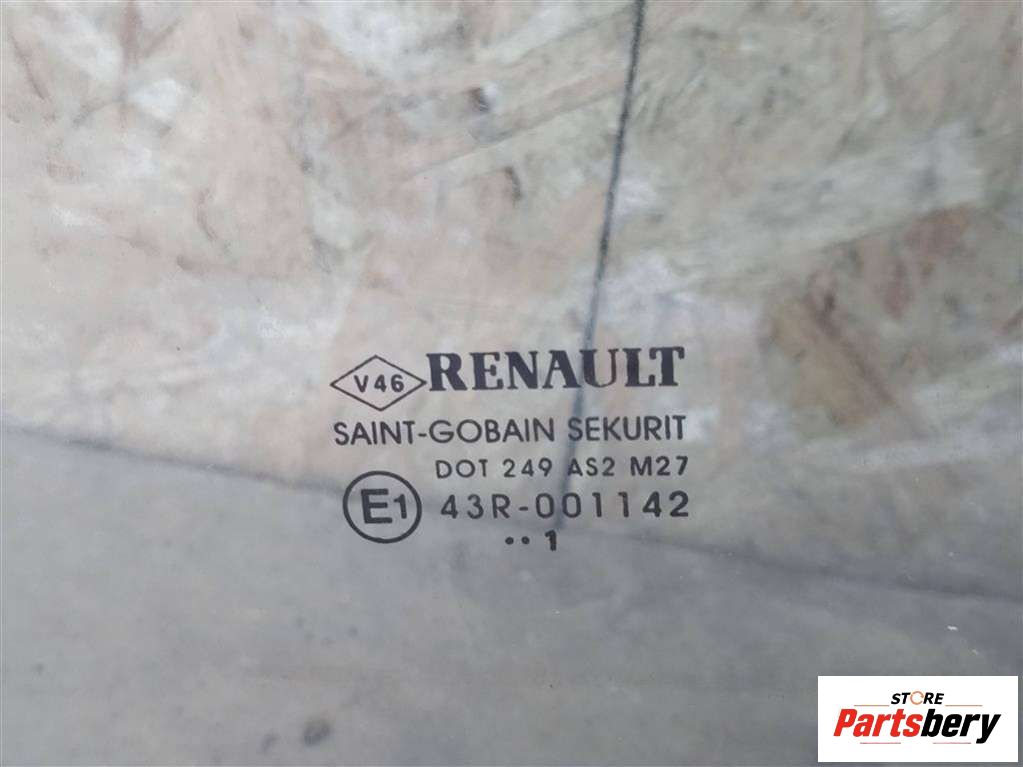 V46 RENAULT
SAINT-GOBAIN SEKURIT
DOT 249 AS2 M27
E1 43R-001142
•• 1
STORE
Partsbery